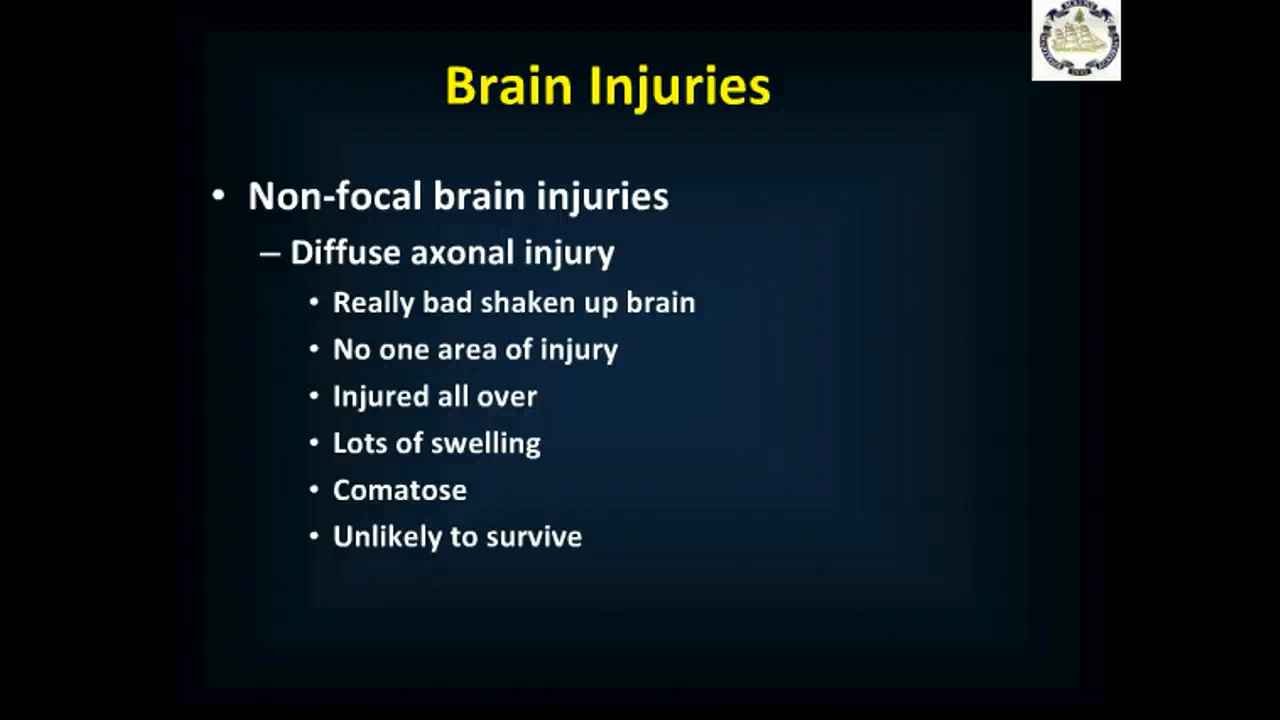 Brain Injuries
• Non-focal brain injuries
– Diffuse axonal injury
• Really bad shaken up brain
• No one area of injury
• Injured all over
• Lots of swelling
• Comatose
• Unlikely to survive